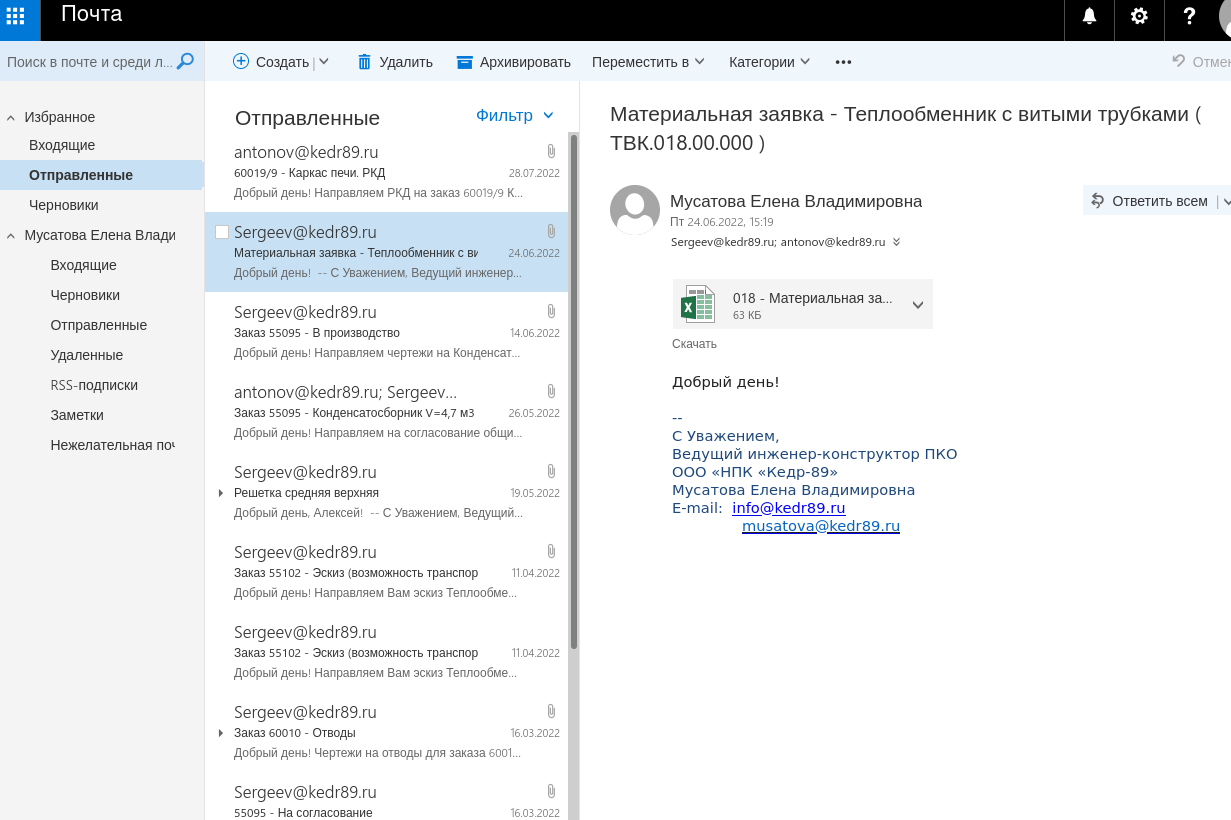 Почта
?
Поиск в почте и среди л...
Создать
Удалить
Архивировать
Переместить в
Категории
•••
Избранное
Входящие
Отправленные
Черновики
Мусатова Елена Влади
Входящие
Черновики
Отправленные
Удаленные
RSS-подписки
Заметки
Отправленные
Фильтр
antonov@kedr89.ru
60019/9 - Каркас печи. РКД
28.07.2022
Добрый день! Направляем РКД на заказ 60019/9 К...
Sergeev@kedr89.ru
Материальная заявка - Теплообменник с ви
24.06.2022
Добрый день!  -- С Уважением, Ведущий инженер...
Sergeev@kedr89.ru
Заказ 55095 - В производство
14.06.2022
Добрый день! Направляем чертежи на Конденсат...
antonov@kedr89.ru; Sergeev...
Заказ 55095 - Конденсатосборник V=4,7 м3
26.05.2022
Добрый день! Направляем на согласование общи...
Sergeev@kedr89.ru
Решетка средняя верхняя
19.05.2022
Добрый день, Алексей!  -- С Уважением, Ведущий...
Sergeev@kedr89.ru
Заказ 55102 - Эскиз (возможность транспор
11.04.2022
Добрый день! Направляем Вам эскиз Теплообме...
Sergeev@kedr89.ru
Заказ 55102 - Эскиз (возможность транспор
11.04.2022
Добрый день! Направляем Вам эскиз Теплообме...
Sergeev@kedr89.ru
Заказ 60010 - Отводы
16.03.2022
Добрый день! Чертежи на отводы для заказа 6001...
Sergeev@kedr89.ru
55095 - На согласование
16.03.2022
Материальная заявка - Теплообменник с витыми трубками (
ТВК.018.00.000 )
Мусатова Елена Владимировна
Пт 24.06.2022, 15:19
Sergeev@kedr89.ru; antonov@kedr89.ru
Ответить всем
018 - Материальная за...
63 КБ
Скачать
Добрый день!
--
С Уважением,
Ведущий инженер-конструктор ПКО
ООО «НПК «Кедр-89»
Мусатова Елена Владимировна
E-mail:  info@kedr89.ru
musatova@kedr89.ru